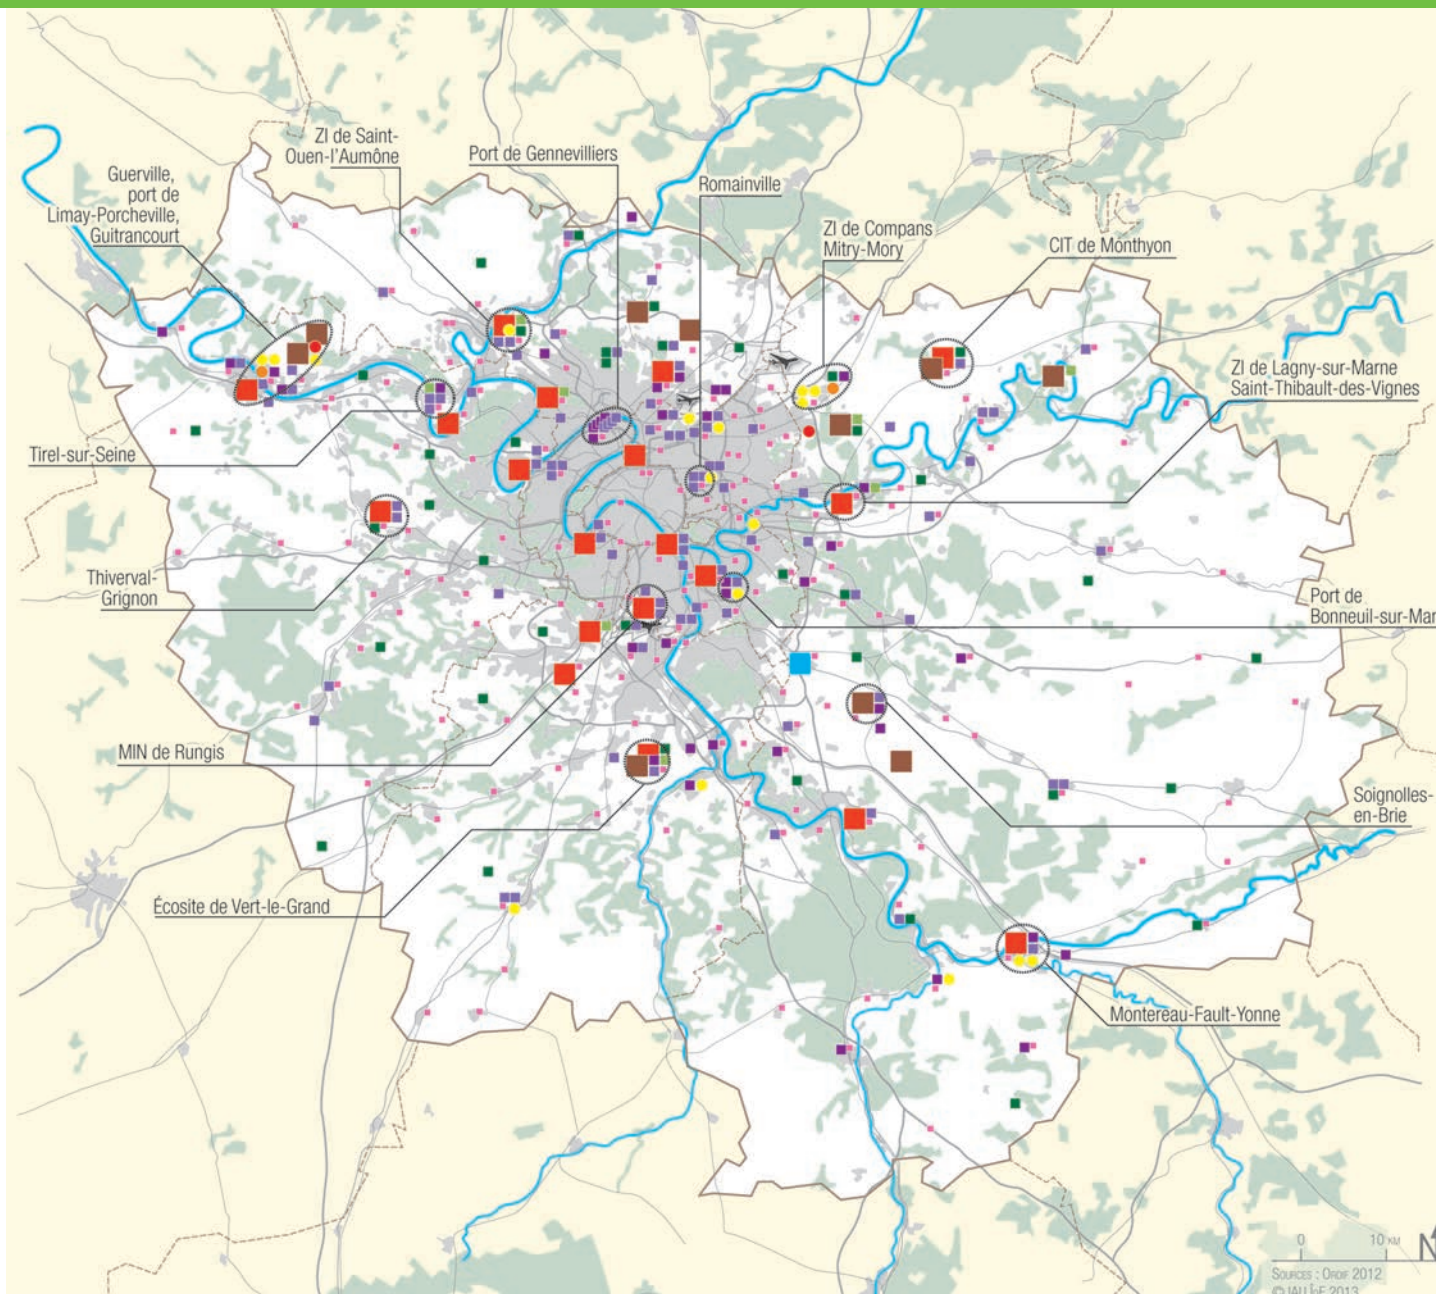 ZI de Saint-
Ouen-l'Aumône
Port de Gennevilliers
Guerville,
port de
Limay-Porcheville,
Guitrancourt
Romainville
ZI de Compans
Mitry-Mory
CIT de Monthyon
ZI de Lagny-sur-Marne
Saint-Thibault-des-Vignes
Tirel-sur-Seine
Thiverval-
Grignon
Port de
Bonneuil-sur-Mar
MIN de Rungis
Soignolles-
en-Brie
Écosite de Vert-le-Grand
Montereau-Fault-Yonne
0 10 KM N
SOURCES : ORDIF 2012
© IAU ÎdF 2013